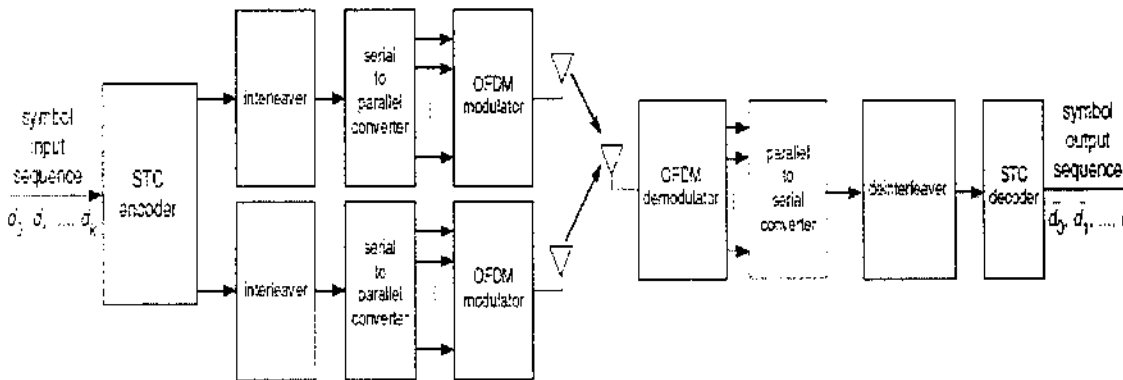 symbol
input
sequence
STC
encoder
interleaver
serial
to
parallel
converter
OFDM
modulator
interleaver
serial
to
parallel
converter
OFDM
modulator
OFDM
demodulator
parallel
to
serial
converter
deinterleaver
STC
decoder
symbol
output
sequence